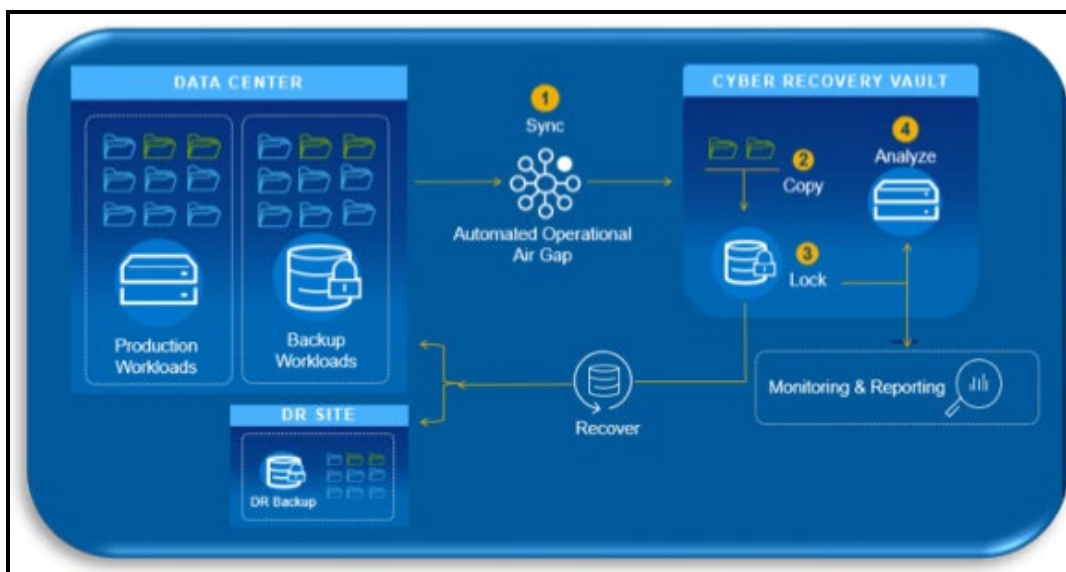 DATA CENTER
Production
Workloads
Backup
Workloads
1
Sync
Automated Operational
Air Gap
CYBER RECOVERY VAULT
2
Copy
3
Lock
4
Analyze
Monitoring & Reporting
Recover
DR SITE
DR Backup